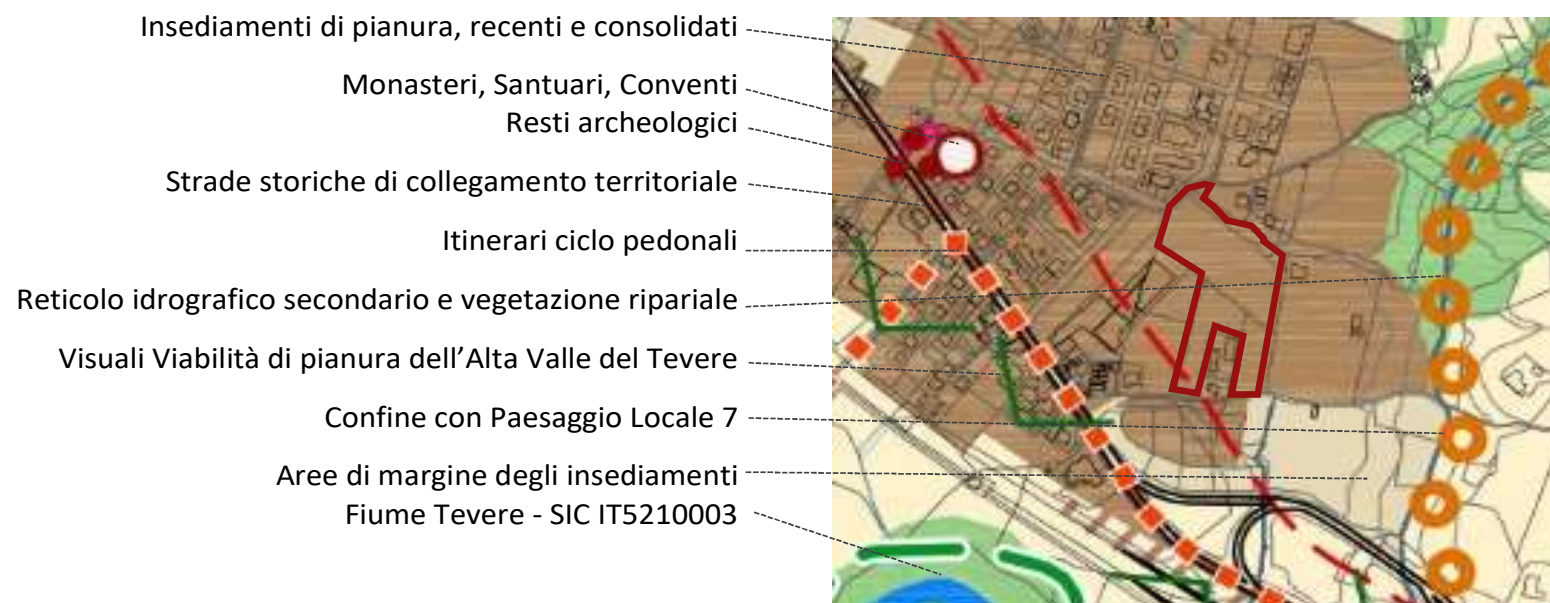 Insediamenti di pianura, recenti e consolidati
Monasteri, Santuari, Conventi
Resti archeologici
Strade storiche di collegamento territoriale
Itinerari ciclo pedonali
Reticolo idrografico secondario e vegetazione ripariale
Visuali Viabilità di pianura dell’Alta Valle del Tevere
Confine con Paesaggio Locale 7
Aree di margine degli insediamenti
Fiume Tevere - SIC IT5210003